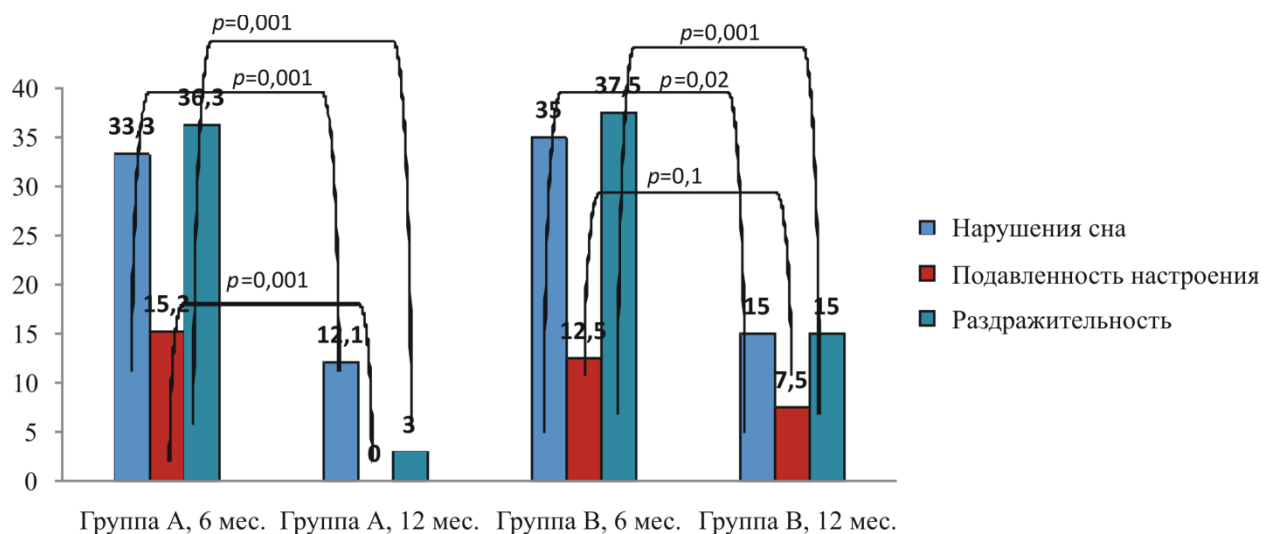 p=0,001
p=0,001
p=0,001
p=0,02
40
35
30
25
20
15
10
5
0
33,3
36,3
35
37,5
p=0,1
p=0,001
15,2
12,1
0
3
12,5
15
7,5
15
Нарушения сна
Подавленность настроения
Раздражительность
Группа А, 6 мес.
Группа А, 12 мес.
Группа В, 6 мес.
Группа В, 12 мес.